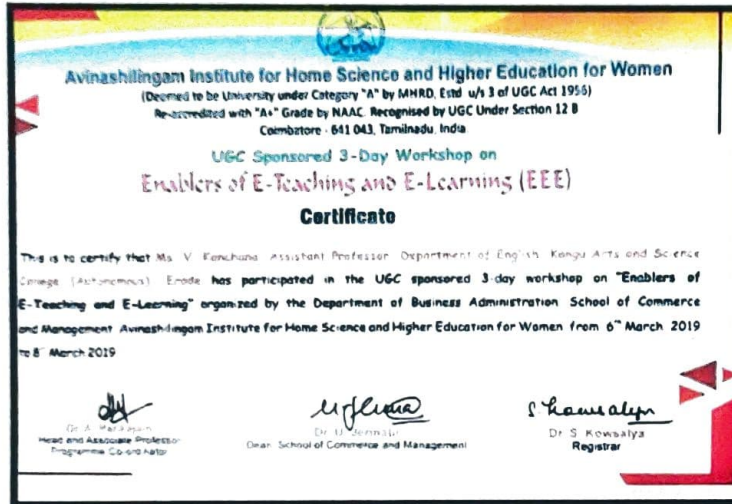 Avinashilingam Institute for Home Science and Higher Education for Women
(Deemed to be University under Category "A" by MHRD, Estd u/s 3 of UGC Act 1956)
Re-accredited with "A+" Grade by NAAC. Recognised by UGC Under Section 12 B
Coimbatore - 641 043, Tamilnadu, India
UGC Sponsored 3-Day Workshop on
Enablers of E-Teaching and E-Learning (EEE)
Certificate
This is to certify that Ms V Kanchana Assistant Professor Department of English Kongu Arts and Science
College (Autonomous) Erode has participated in the UGC sponsored 3-day workshop on "Enablers of
E-Teaching and E-Learning" organized by the Department of Business Administration School of Commerce
and Management Avinashilingam Institute for Home Science and Higher Education for Women from 6th March 2019
to 8 March 2019
S. Kowsalya
Dr. U.
Dr S Kowsalya
Head and Associate Professor
Dean School of Commerce and Management
Registrar
Programme Co-ordinator